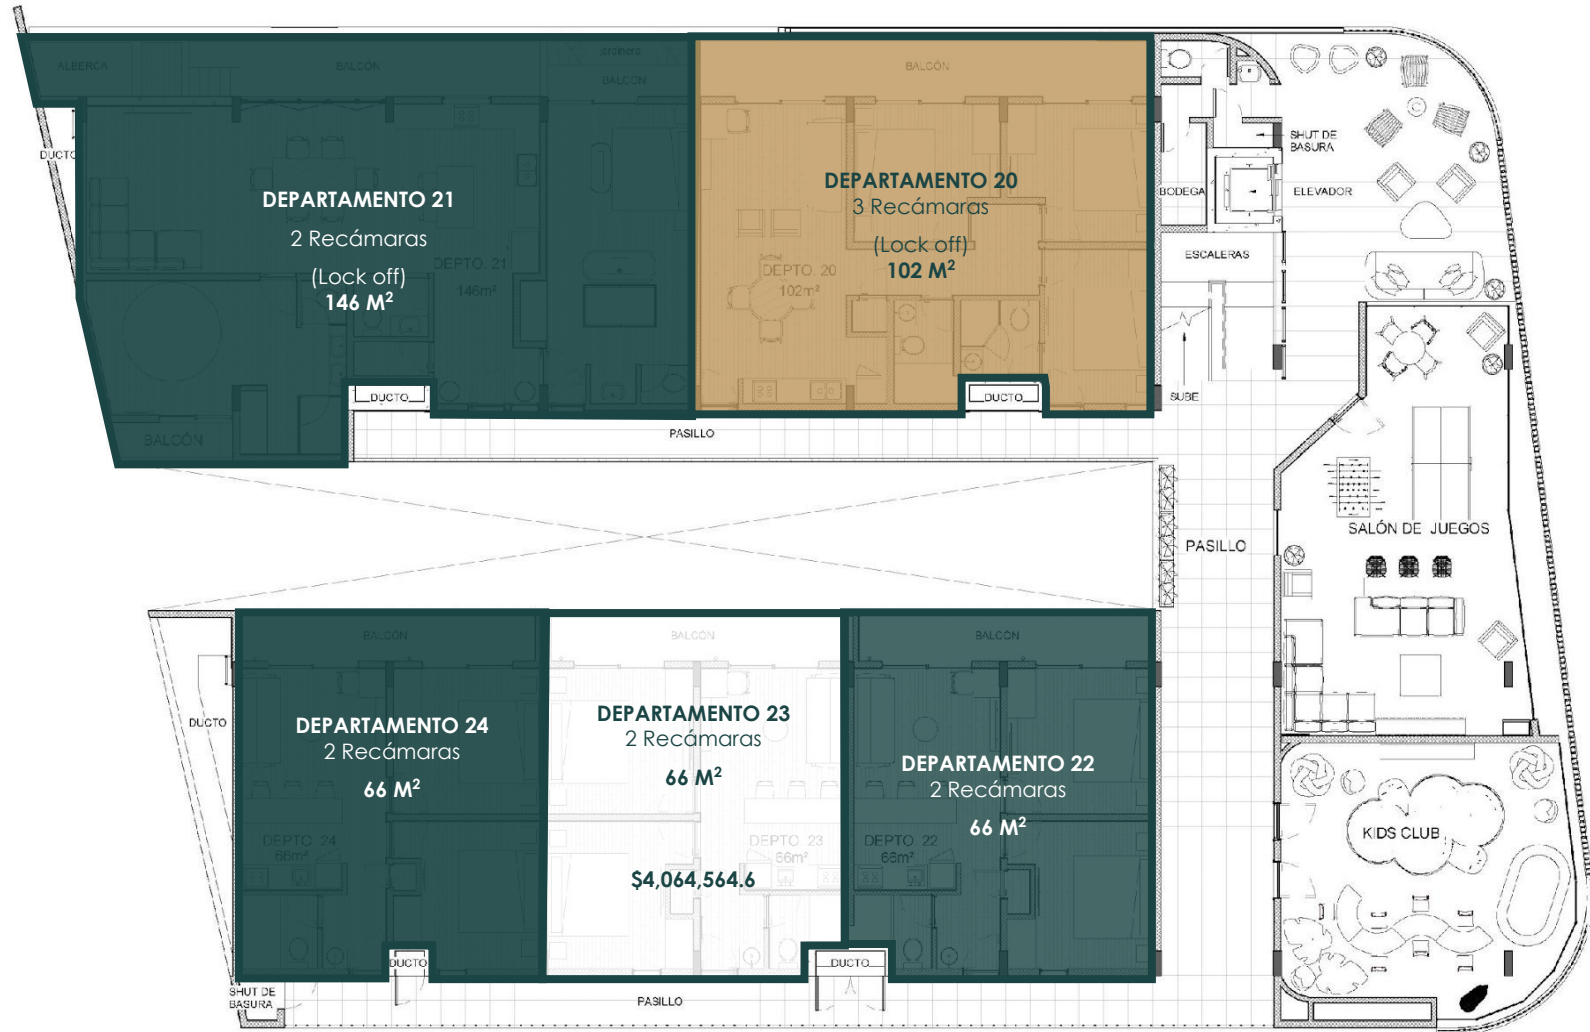 jardinera
ALBERCA
BALCÓN
BALCÓN
BALCÓN
DUCTO
DEPARTAMENTO 21
2 Recámaras
(Lock off)
146 M²
DEPTO. 21
146m²
DUCTO
BALCÓN
DEPARTAMENTO 20
3 Recámaras
(Lock off)
102 M²
DEPTO. 20
102m²
DUCTO
PASILLO
SHUT DE
BASURA
BODEGA
ELEVADOR
ESCALERAS
SUBE
PASILLO
SALÓN DE JUEGOS
KIDS CLUB
BALCÓN
DEPARTAMENTO 24
2 Recámaras
66 M²
DEPTO. 24
66m²
DUCTO
DUCTO
SHUT DE
BASURA
BALCÓN
DEPARTAMENTO 23
2 Recámaras
66 M²
DEPTO. 23
66m²
$4,064,564.6
BALCÓN
DEPARTAMENTO 22
2 Recámaras
66 M²
DEPTO. 22
66m²
DUCTO
PASILLO